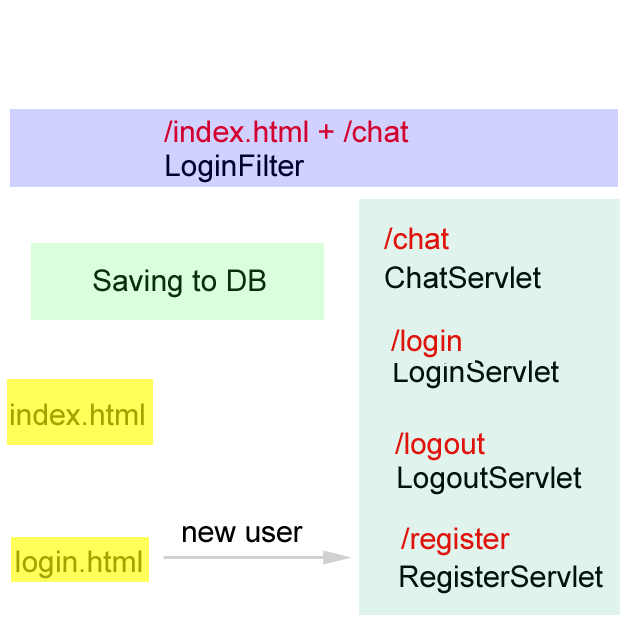 /index.html + /chat
LoginFilter
/chat
ChatServlet
Saving to DB
/login
LoginServlet
index.html
/logout
LogoutServlet
new user
login.html
/register
RegisterServlet